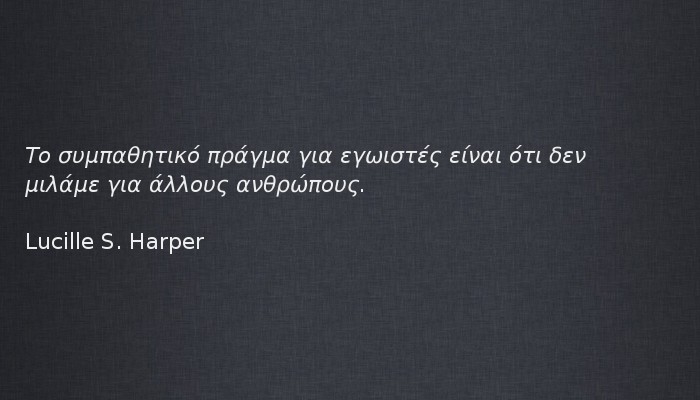 Το συμπαθητικό πράγμα για εγωιστές είναι ότι δεν
μιλάμε για άλλους ανθρώπους.
Lucille S. Harper